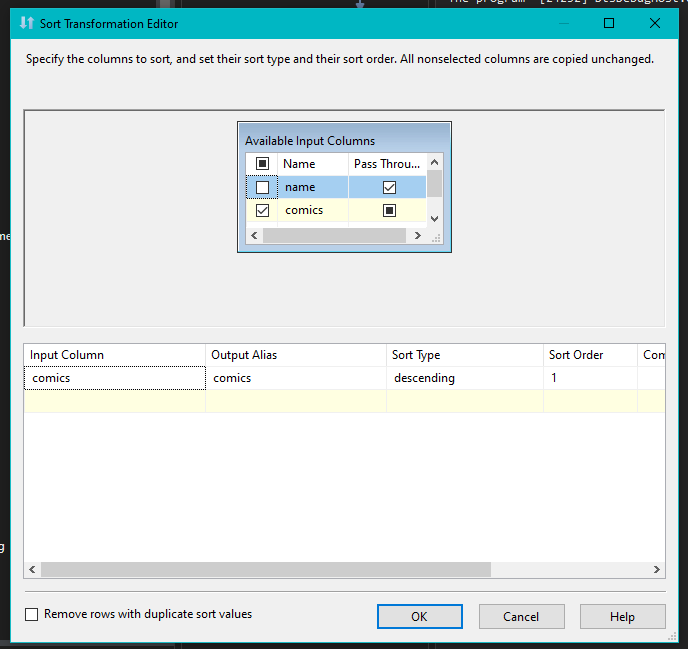 Sort Transformation Editor
Specify the columns to sort, and set their sort type and their sort order. All nonselected columns are copied unchanged.
Available Input Columns
Name Pass Throu...
name
comics
Input Column Output Alias Sort Type Sort Order Com
comics comics descending 1
Remove rows with duplicate sort values
OK Cancel Help